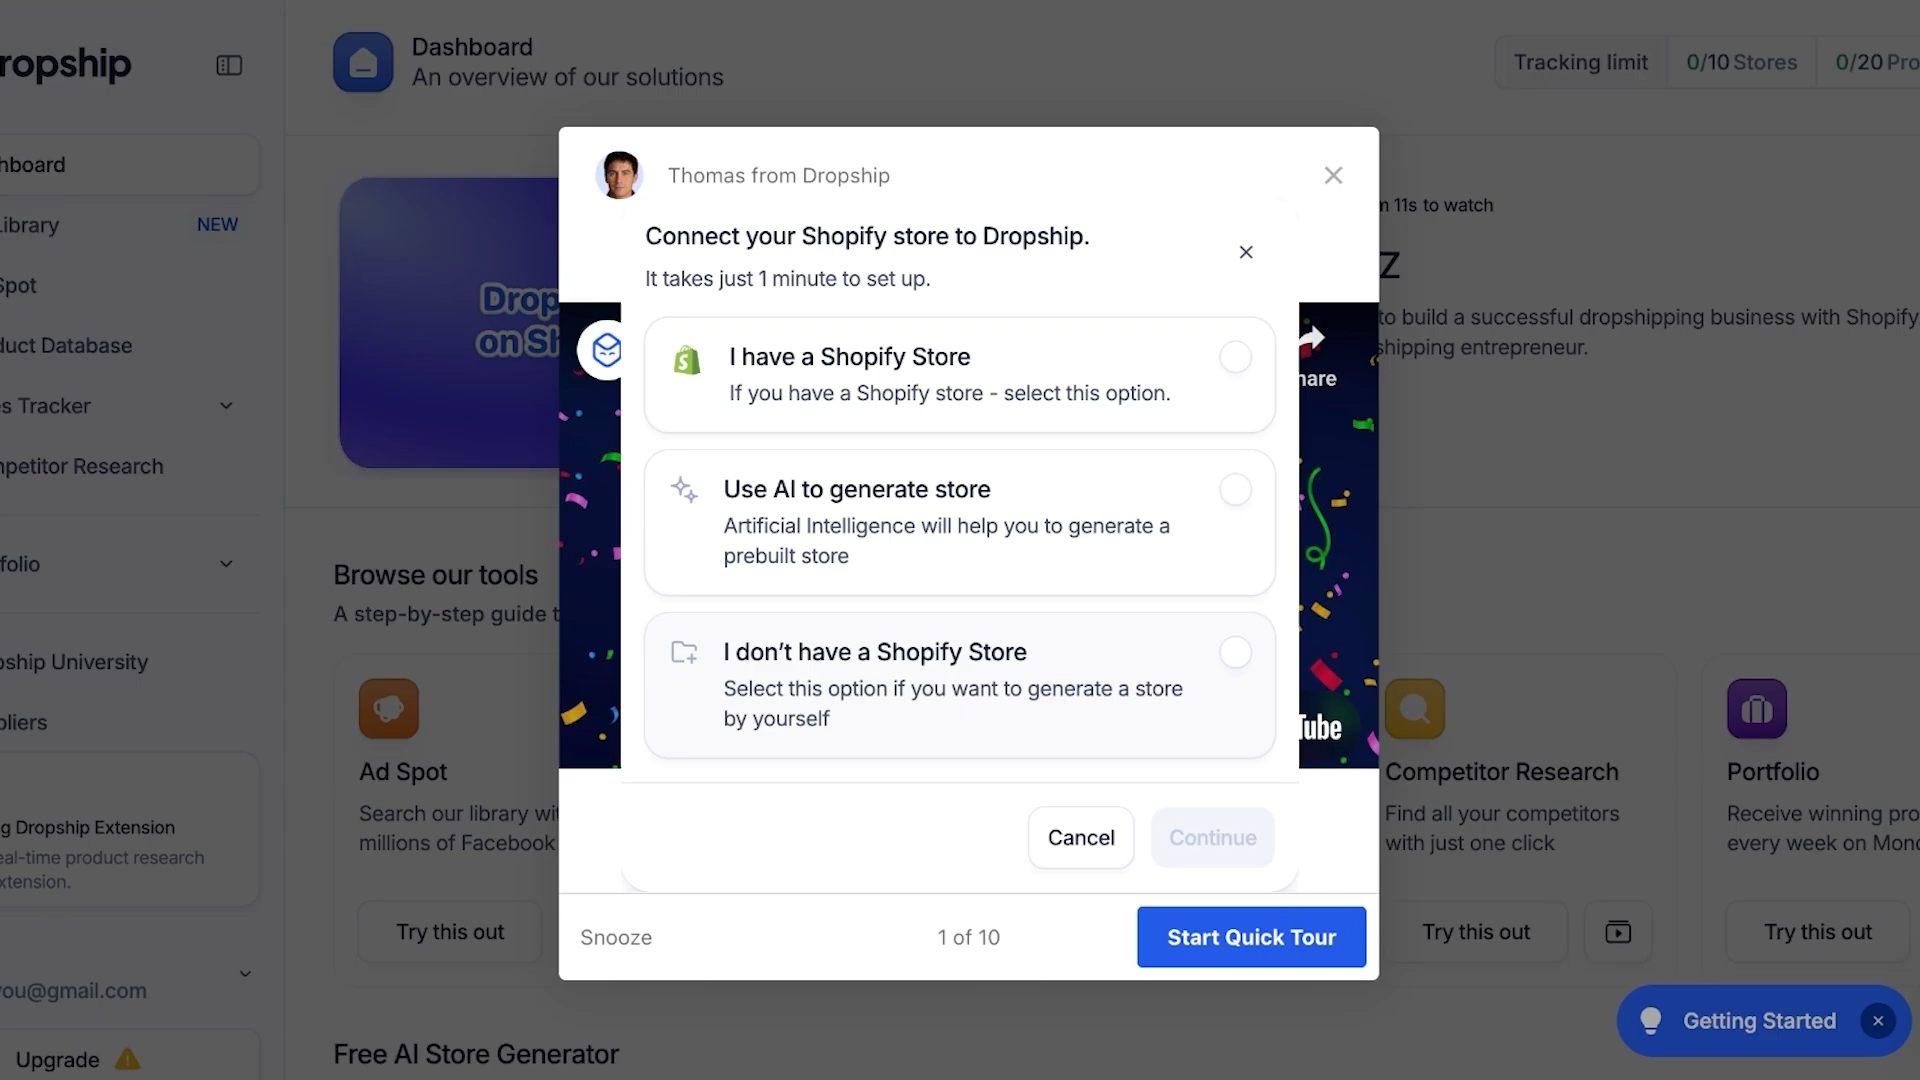 ropship
Dashboard
An overview of our solutions
Tracking limit
0/10 Stores
0/20 Pro
hboard
Library
NEW
Spot
duct Database
s Tracker
npetitor Research
folio
oship University
pliers
g Dropship Extension
eal-time product research
xtension.
you@gmail.com
Upgrade
Drop
on Sh
n 11s to watch
Z
to build a successful dropshipping business with Shopify
shipping entrepreneur.
Thomas from Dropship
Connect your Shopify store to Dropship.
It takes just 1 minute to set up.
I have a Shopify Store
If you have a Shopify store - select this option.
Use AI to generate store
Artificial Intelligence will help you to generate a
prebuilt store
I don’t have a Shopify Store
Select this option if you want to generate a store
by yourself
hare
Tube
Cancel
Continue
Snooze
1 of 10
Start Quick Tour
Browse our tools
A step-by-step guide t
Ad Spot
Search our library wit
millions of Facebook
Try this out
Competitor Research
Find all your competitors
with just one click
Try this out
Portfolio
Receive winning pro
every week on Mond
Try this out
Free AI Store Generator
Getting Started